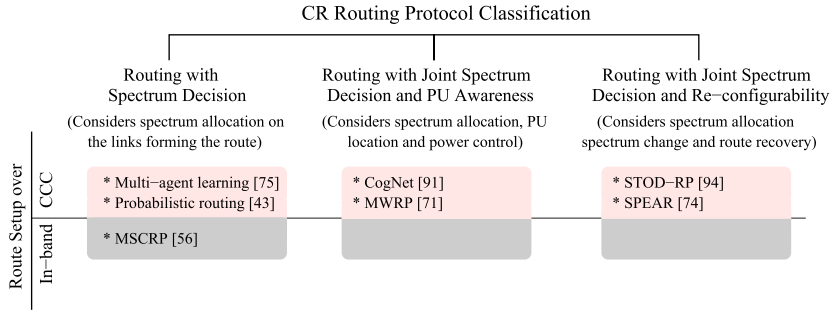 CR Routing Protocol Classification
Routing with
Spectrum Decision
(Considers spectrum allocation on
the links forming the route)
Routing with Joint Spectrum
Decision and PU Awareness
(Considers spectrum allocation, PU
location and power control)
Routing with Joint Spectrum
Decision and Re−configurability
(Considers spectrum allocation
spectrum change and route recovery)
Route Setup over
CCC
* Multi−agent learning [75]
* Probabilistic routing [43]
* CogNet [91]
* MWRP [71]
* STOD−RP [94]
* SPEAR [74]
In−band
* MSCRP [56]